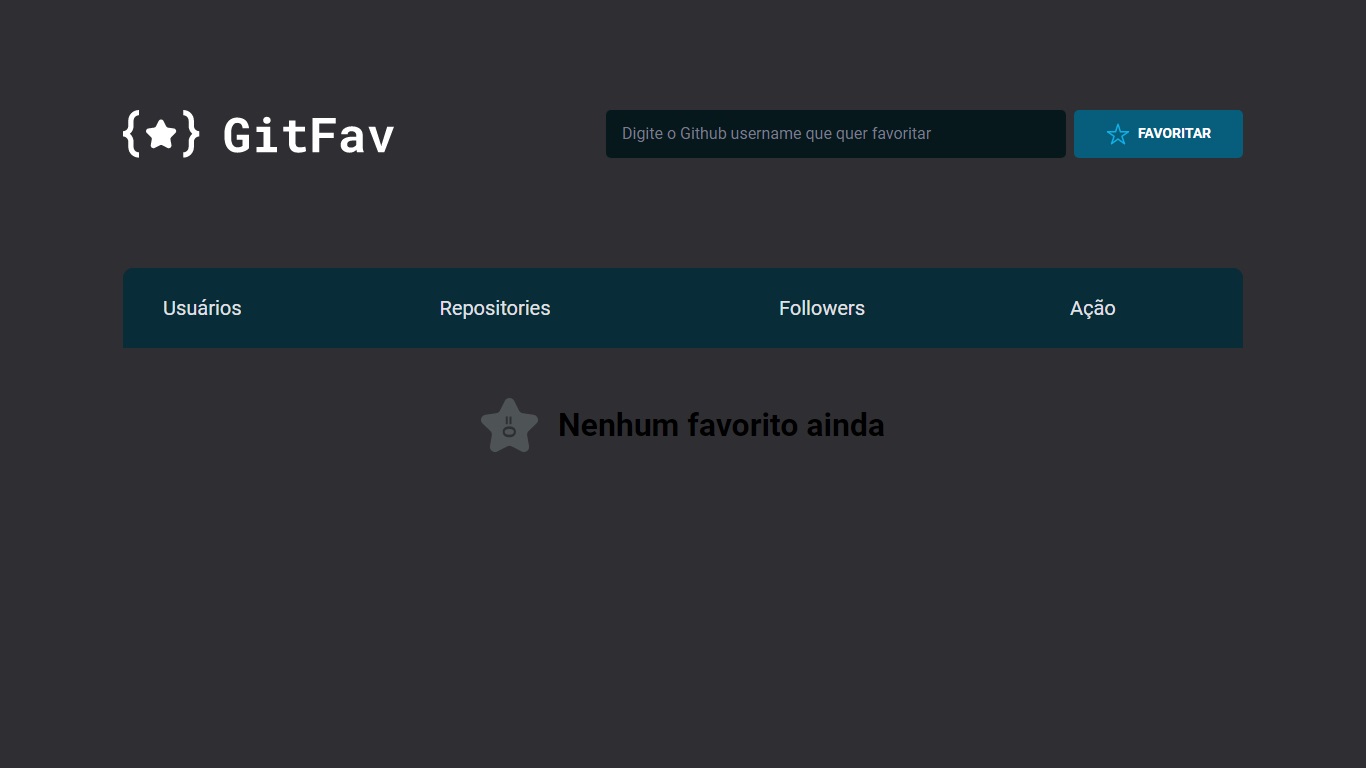 {★} GitFav
Digite o Github username que quer favoritar
FAVORITAR
Usuários Repositories Followers Ação
Nenhum favorito ainda